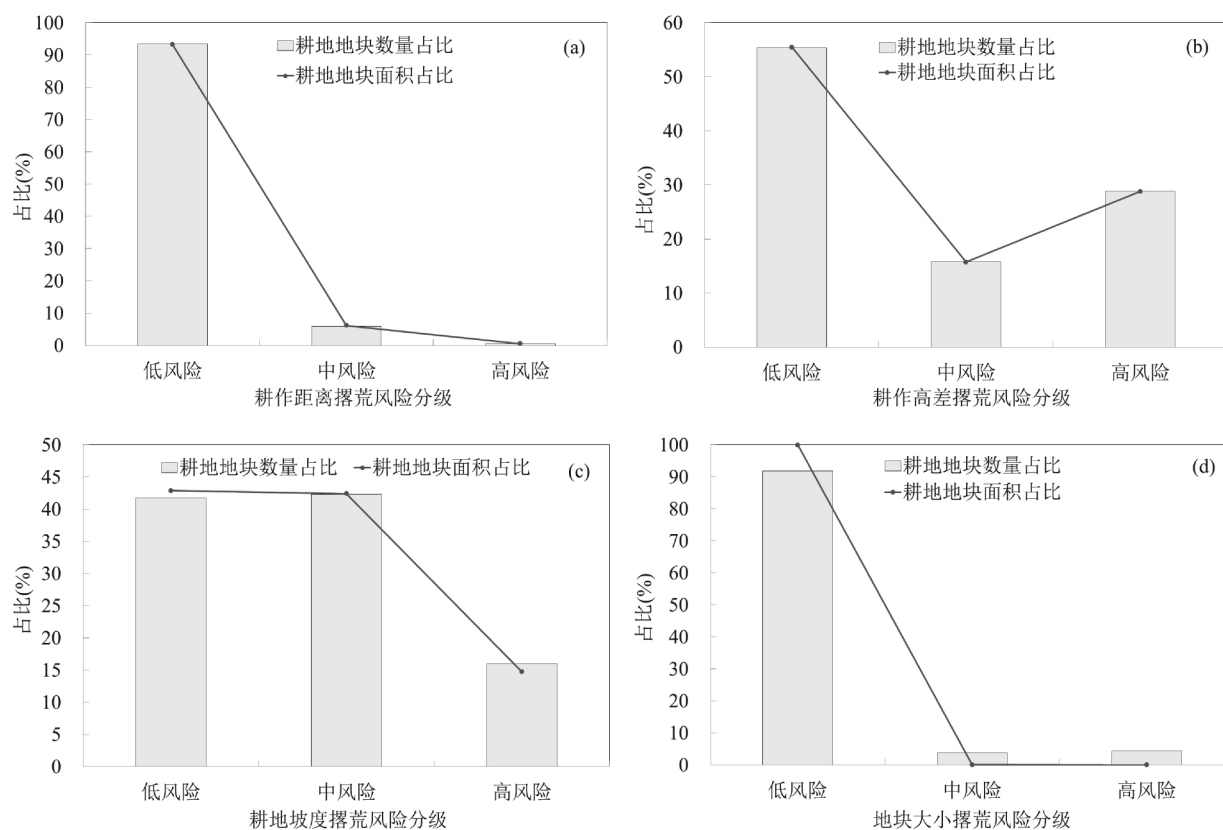 100
90
80
70
60
50
40
30
20
10
0
占比(%)
耕地地块数量占比
耕地地块面积占比
(a)
低风险
中风险
高风险
耕作距离撂荒风险分级
60
50
40
30
20
10
0
占比(%)
耕地地块数量占比
耕地地块面积占比
(b)
低风险
中风险
高风险
耕作高差撂荒风险分级
50
45
40
35
30
25
20
15
10
5
0
占比(%)
耕地地块数量占比
耕地地块面积占比
(c)
低风险
中风险
高风险
耕地坡度撂荒风险分级
100
90
80
70
60
50
40
30
20
10
0
占比(%)
耕地地块数量占比
耕地地块面积占比
(d)
低风险
中风险
高风险
地块大小撂荒风险分级